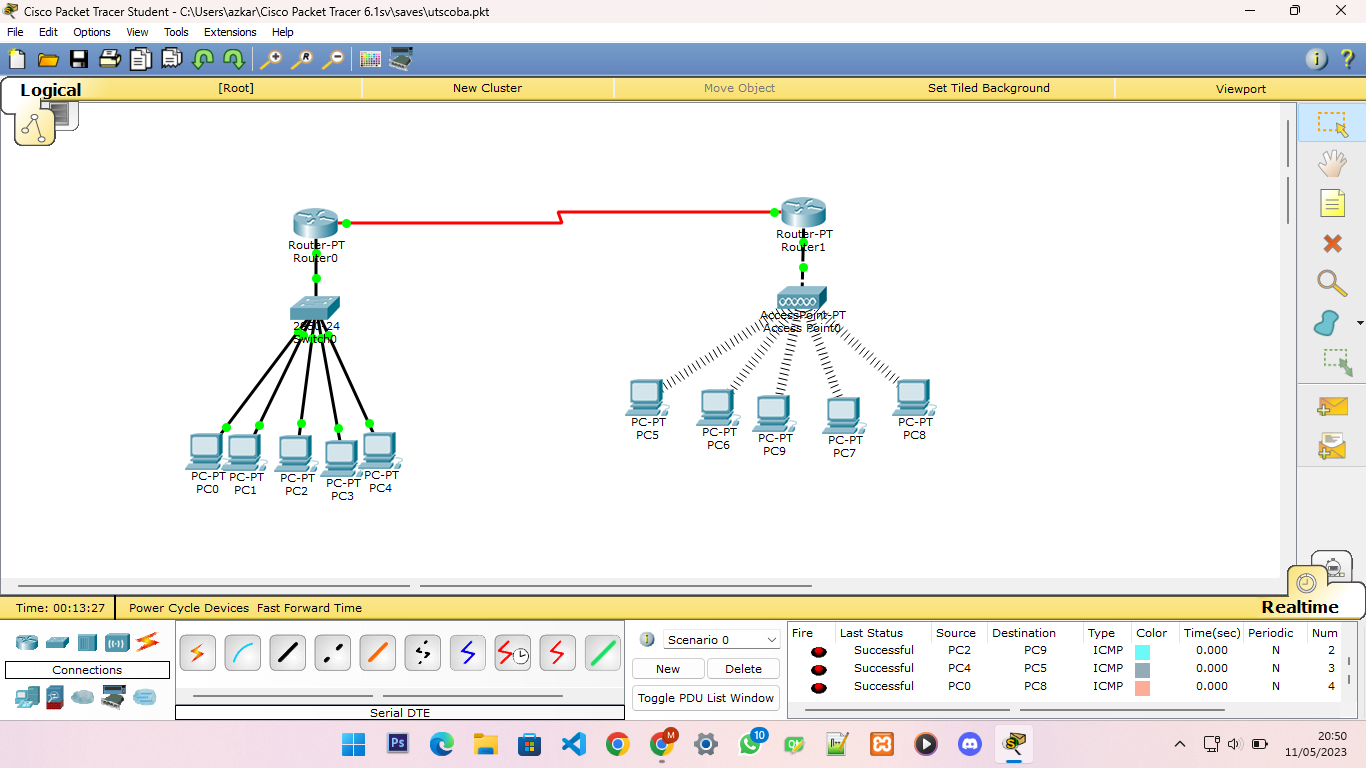 Cisco Packet Tracer Student - C:\Users\azkar\Cisco Packet Tracer 6.1sv\saves\utscoba.pkt
File Edit Options View Tools Extensions Help
Logical [Root] New Cluster Move Object Set Tiled Background Viewport
Router-PT
Router0
Router-PT
Router1
2950-24
Switch0
AccessPoint-PT
Access Point0
PC-PT
PC0
PC-PT
PC1
PC-PT
PC2
PC-PT
PC3
PC-PT
PC4
PC-PT
PC5
PC-PT
PC6
PC-PT
PC9
PC-PT
PC7
PC-PT
PC8
Time: 00:13:27 Power Cycle Devices Fast Forward Time
Realtime
Connections
Serial DTE
Scenario 0
New Delete
Toggle PDU List Window
Fire Last Status Source Destination Type Color Time(sec) Periodic Num
Successful PC2 PC9 ICMP 0.000 N 2
Successful PC4 PC5 ICMP 0.000 N 3
Successful PC0 PC8 ICMP 0.000 N 4
Ps
M
10
20:50
11/05/2023